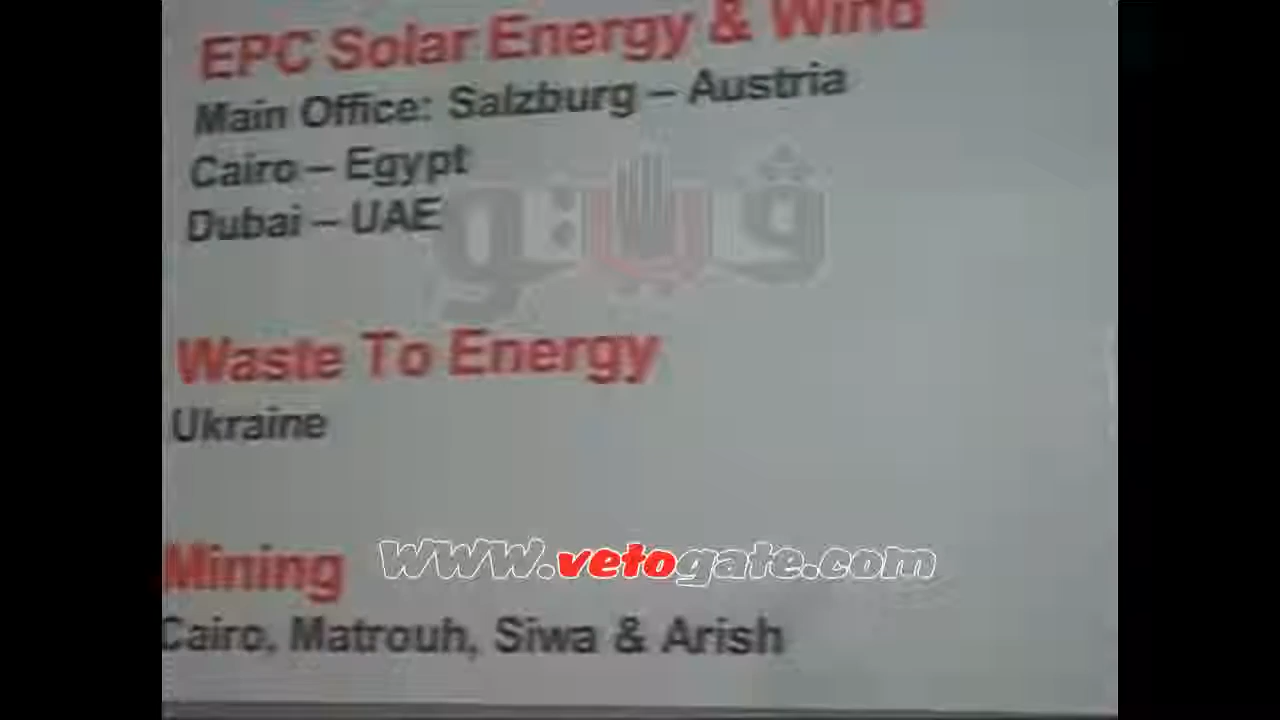 EPC Solar Energy & Wind
Main Office: Salzburg – Austria
Cairo – Egypt
Dubai – UAE
ڤيتو
Waste To Energy
Ukraine
Mining
www.vetogate.com
Cairo, Matrouh, Siwa & Arish